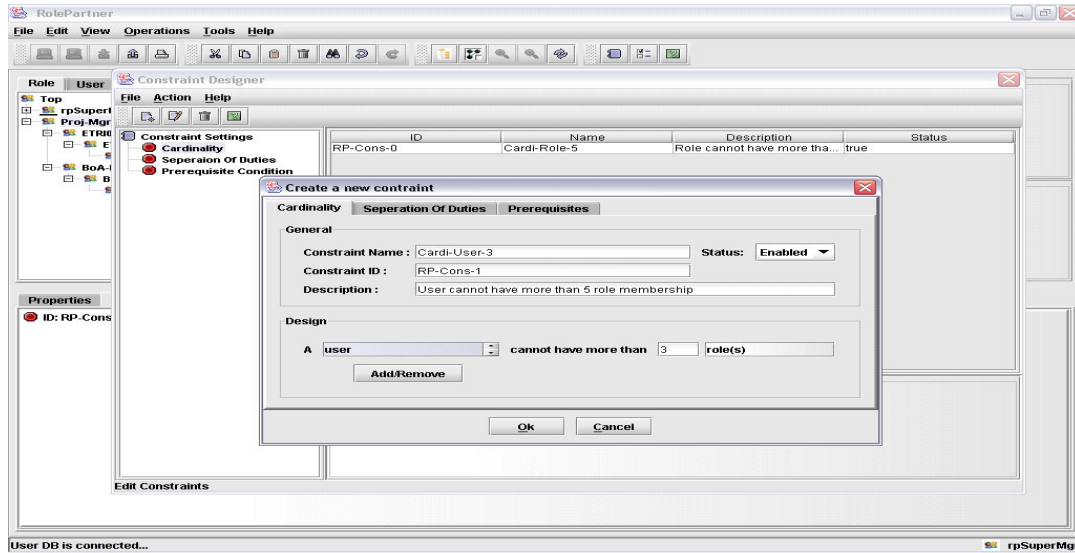 RolePartner
File Edit View Operations Tools Help
Role User
Top
rpSuperI
Proj-Mgr
ETRI
E
BoA-I
B
Properties
ID: RP-Cons
Constraint Designer
File Action Help
Constraint Settings
Cardinality
Seperaion Of Duties
Prerequisite Condition
ID Name Description Status
RP-Cons-0 Cardi-Role-5 Role cannot have more tha... true
Create a new contraint
Cardinality Seperation Of Duties Prerequisites
General
Constraint Name : Cardi-User-3 Status: Enabled
Constraint ID : RP-Cons-1
Description : User cannot have more than 5 role membership
Design
A user cannot have more than 3 role(s)
Add/Remove
Ok Cancel
Edit Constraints
User DB is connected... rpSuperMg